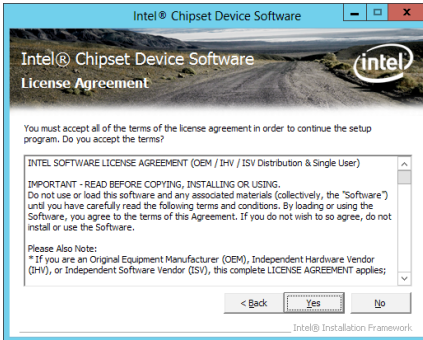 Intel® Chipset Device Software
Intel® Chipset Device Software
intel
License Agreement
You must accept all of the terms of the license agreement in order to continue the setup
program. Do you accept the terms?
INTEL SOFTWARE LICENSE AGREEMENT (OEM / IHV / ISV Distribution & Single User)
IMPORTANT - READ BEFORE COPYING, INSTALLING OR USING.
Do not use or load this software and any associated materials (collectively, the "Software")
until you have carefully read the following terms and conditions. By loading or using the
Software, you agree to the terms of this Agreement. If you do not wish to so agree, do not
install or use the Software.
Please Also Note:
* If you are an Original Equipment Manufacturer (OEM), Independent Hardware Vendor
(IHV), or Independent Software Vendor (ISV), this complete LICENSE AGREEMENT applies;
< Back Yes No
Intel® Installation Framework